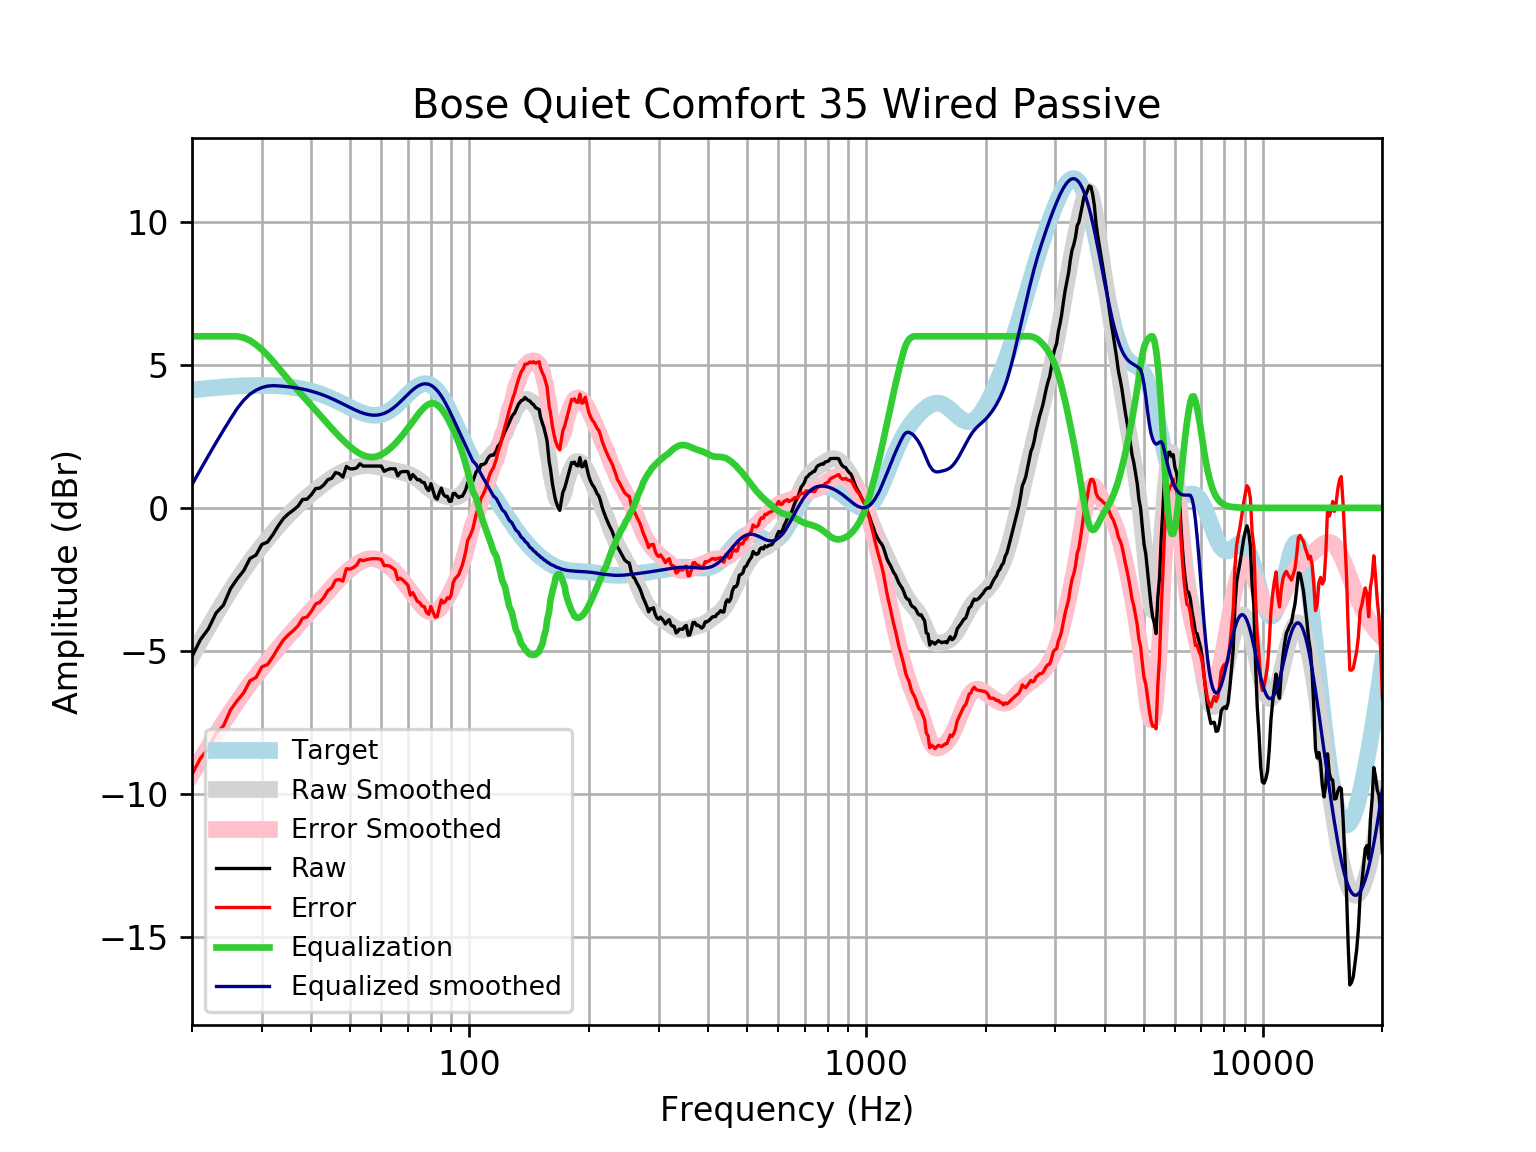 Bose Quiet Comfort 35 Wired Passive
10
5
0
−5
−10
−15
Amplitude (dBr)
Target
Raw Smoothed
Error Smoothed
Raw
Error
Equalization
Equalized smoothed
100 1000 10000
Frequency (Hz)